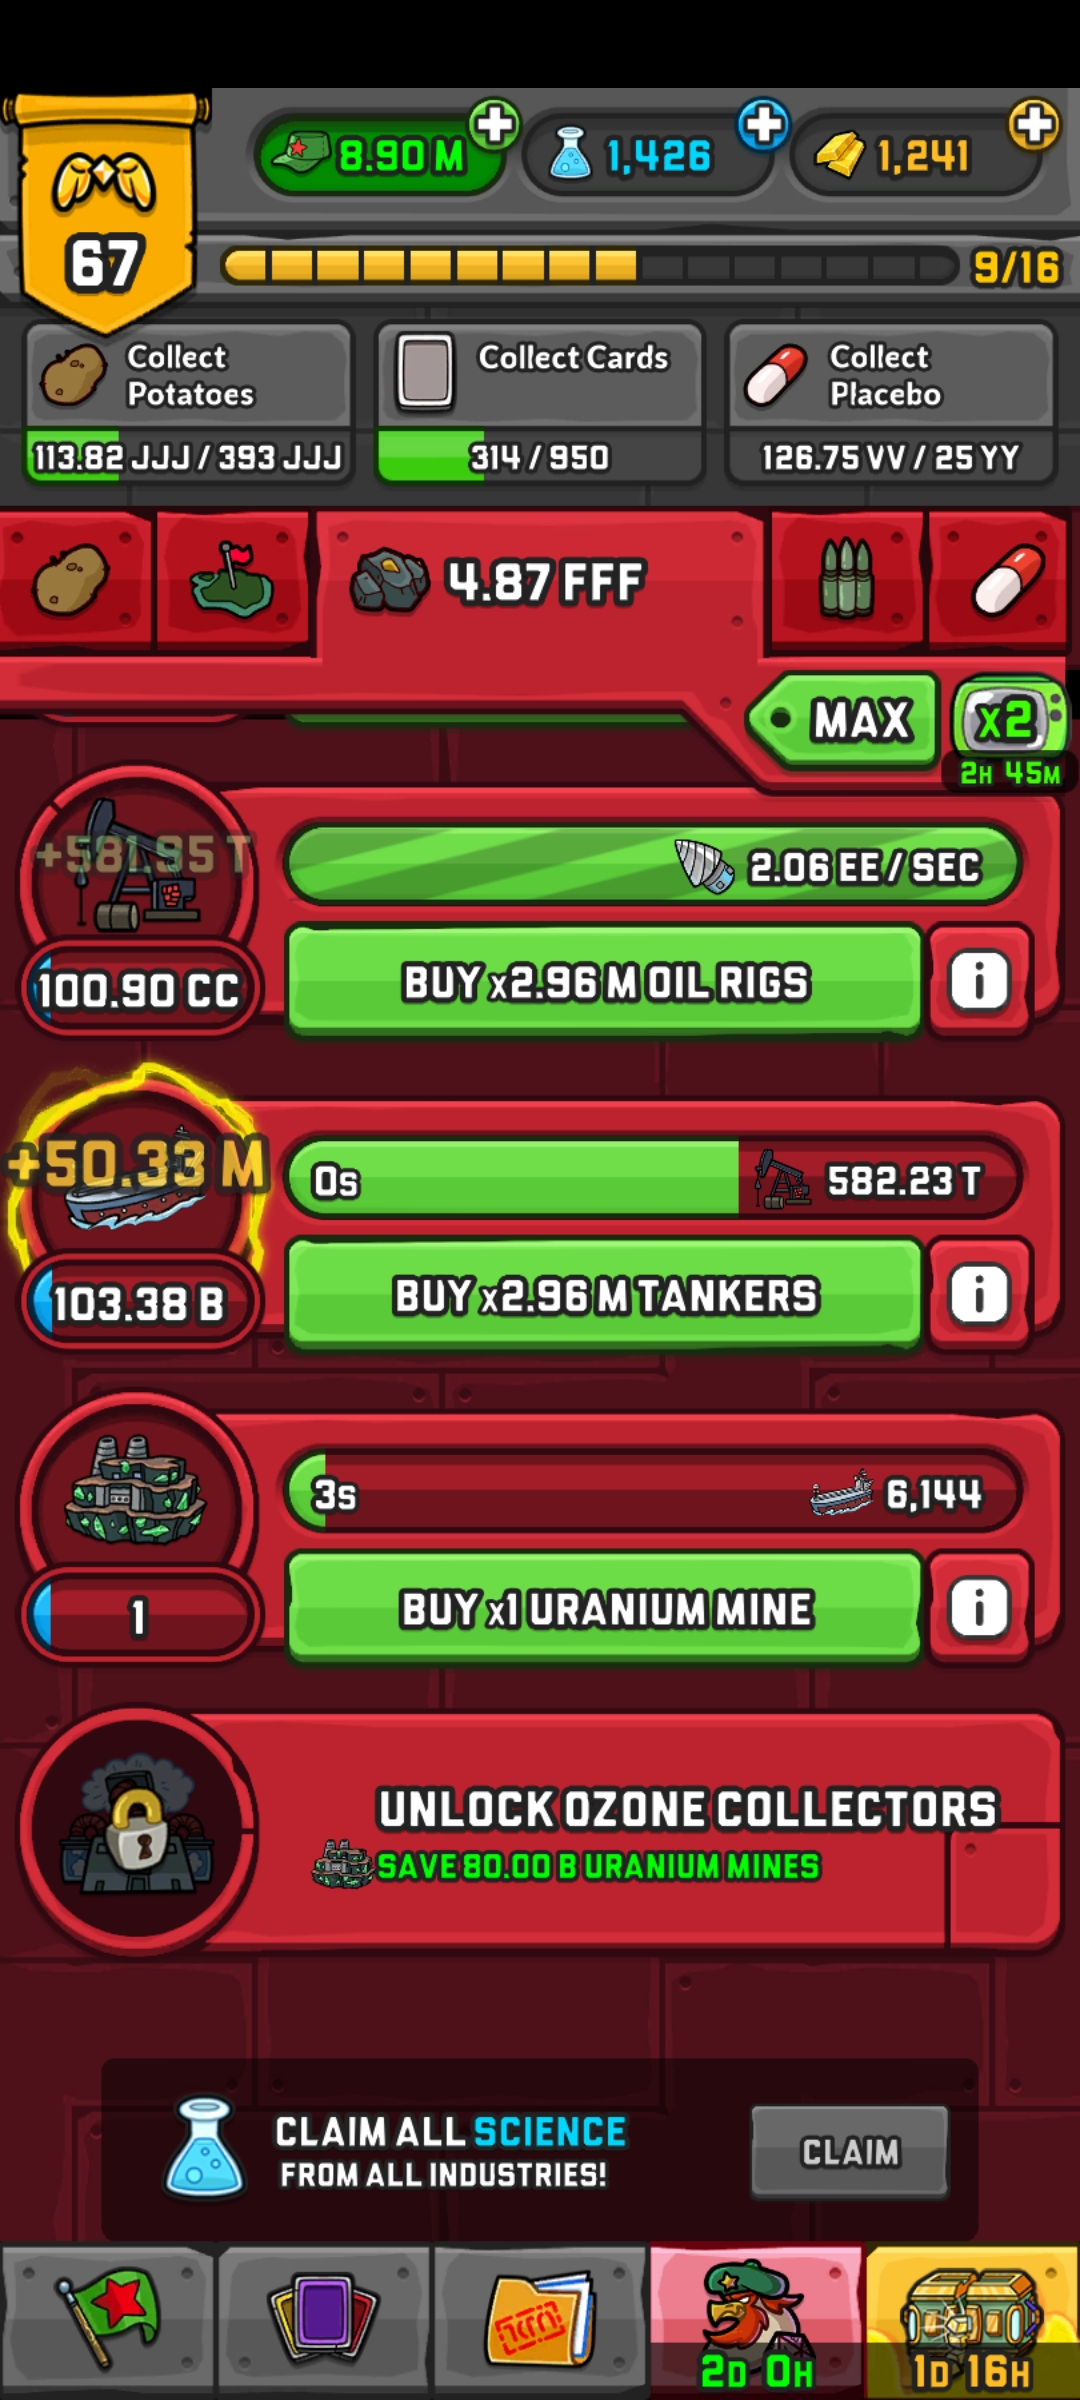 67
8.90 M
1,426
1,241
9/16
Collect
Potatoes
113.82 JJJ / 393 JJJ
Collect Cards
314 / 950
Collect
Placebo
126.75 VV / 25 YY
4.87 FFF
MAX
x2
2H 45M
+581.95 T
2.06 EE / SEC
100.90 CC
BUY x2.96 M OIL RIGS
i
+50.33 M
0s
582.23 T
103.38 B
BUY x2.96 M TANKERS
i
3s
6,144
1
BUY x1 URANIUM MINE
i
UNLOCK OZONE COLLECTORS
SAVE 80.00 B URANIUM MINES
CLAIM ALL SCIENCE
FROM ALL INDUSTRIES!
CLAIM
2D 0H
1D 16H